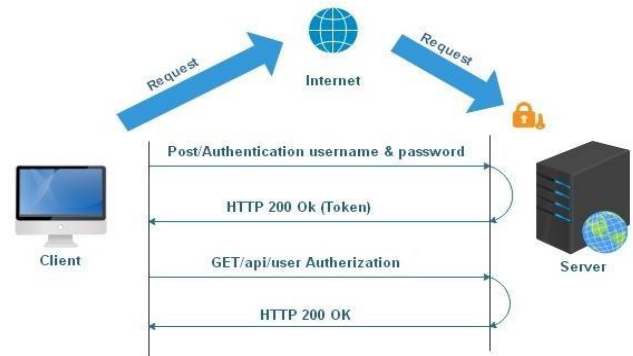 Request
Request
Internet
Post/Authentication username & password
HTTP 200 Ok (Token)
Client
GET/api/user Autherization
Server
HTTP 200 OK